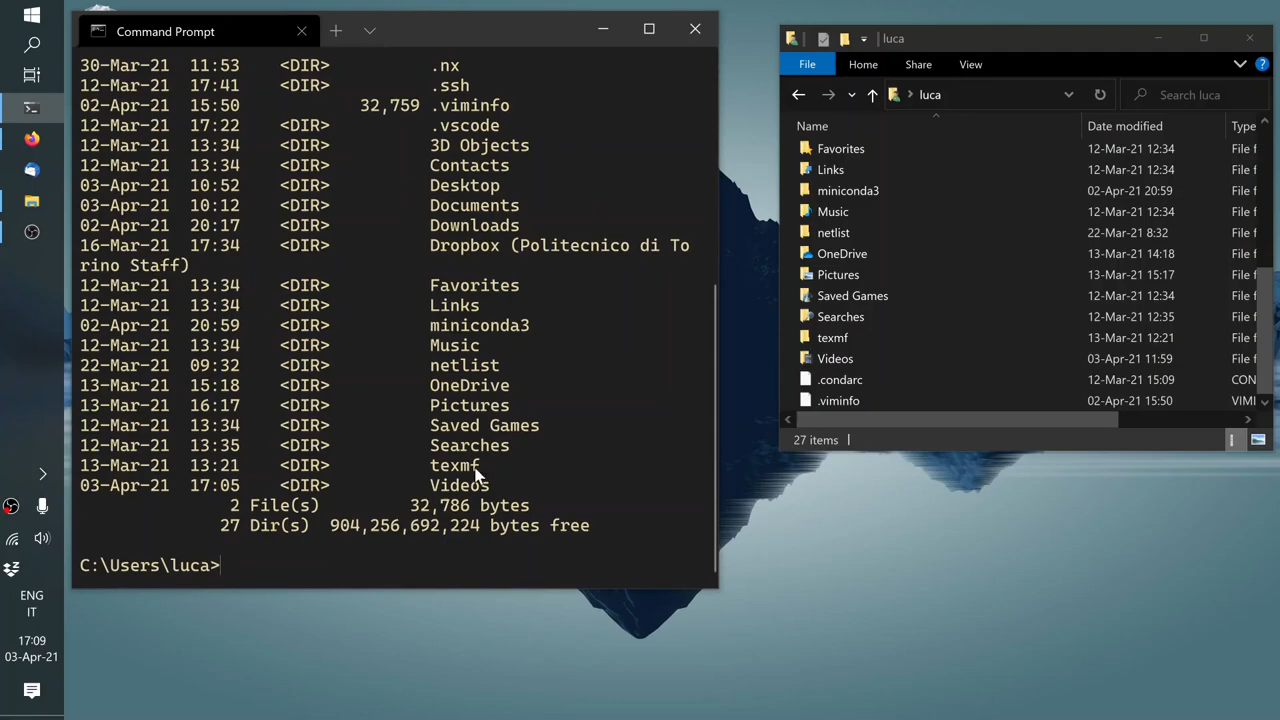 Command Prompt
30-Mar-21 11:53 <DIR> .nx
12-Mar-21 17:41 <DIR> .ssh
02-Apr-21 15:50 32,759 .viminfo
12-Mar-21 17:22 <DIR> .vscode
12-Mar-21 13:34 <DIR> 3D Objects
12-Mar-21 13:34 <DIR> Contacts
03-Apr-21 10:52 <DIR> Desktop
03-Apr-21 10:12 <DIR> Documents
02-Apr-21 20:17 <DIR> Downloads
16-Mar-21 17:34 <DIR> Dropbox (Politecnico di To
rino Staff)
12-Mar-21 13:34 <DIR> Favorites
12-Mar-21 13:34 <DIR> Links
02-Apr-21 20:59 <DIR> miniconda3
12-Mar-21 13:34 <DIR> Music
22-Mar-21 09:32 <DIR> netlist
13-Mar-21 15:18 <DIR> OneDrive
13-Mar-21 16:17 <DIR> Pictures
12-Mar-21 13:34 <DIR> Saved Games
12-Mar-21 13:35 <DIR> Searches
13-Mar-21 13:21 <DIR> texmf
03-Apr-21 17:05 <DIR> Videos
2 File(s) 32,786 bytes
27 Dir(s) 904,256,692,224 bytes free
C:\Users\luca>
luca
File Home Share View
luca
Search luca
Name Date modified Type
Favorites 12-Mar-21 12:34 File f
Links 12-Mar-21 12:34 File f
miniconda3 02-Apr-21 20:59 File f
Music 12-Mar-21 12:34 File f
netlist 22-Mar-21 8:32 File f
OneDrive 13-Mar-21 14:18 File f
Pictures 13-Mar-21 15:17 File f
Saved Games 12-Mar-21 12:34 File f
Searches 12-Mar-21 12:35 File f
texmf 13-Mar-21 12:21 File f
Videos 03-Apr-21 11:59 File f
.condarc 12-Mar-21 15:09 CON
.viminfo 02-Apr-21 15:50 VIMI
27 items
ENG
IT
17:09
03-Apr-21